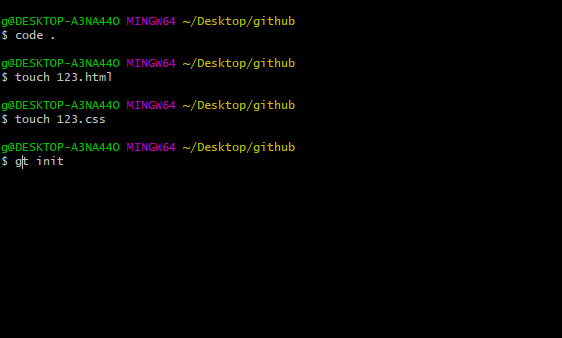 g@DESKTOP-A3NA44O MINGW64 ~/Desktop/github
$ code .
g@DESKTOP-A3NA44O MINGW64 ~/Desktop/github
$ touch 123.html
g@DESKTOP-A3NA44O MINGW64 ~/Desktop/github
$ touch 123.css
g@DESKTOP-A3NA44O MINGW64 ~/Desktop/github
$ git init